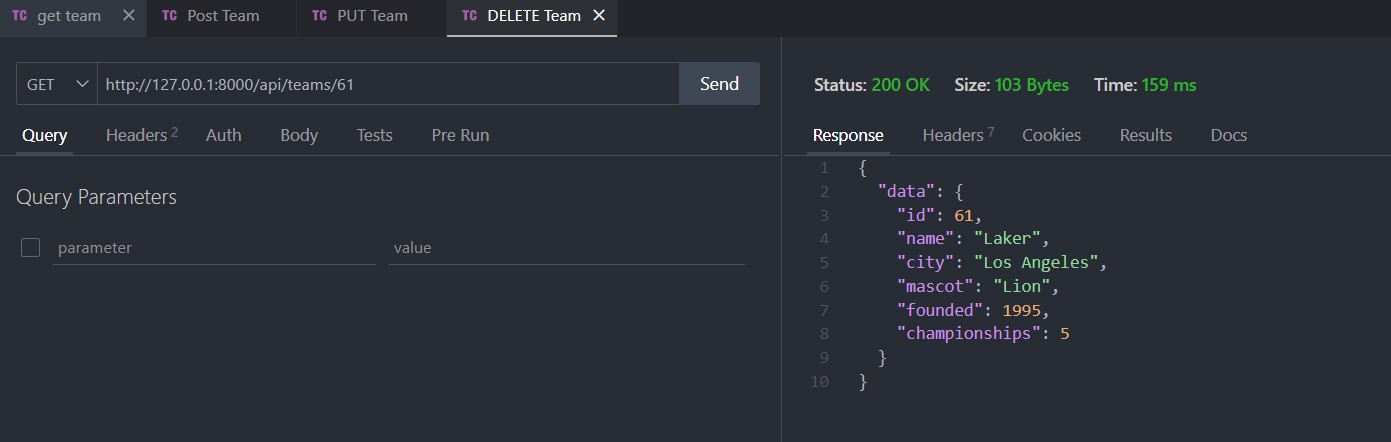 TC get team × TC Post Team TC PUT Team TC DELETE Team ×
GET http://127.0.0.1:8000/api/teams/61 Send
Query Headers 2 Auth Body Tests Pre Run
Query Parameters
parameter value
Status: 200 OK Size: 103 Bytes Time: 159 ms
Response Headers 7 Cookies Results Docs
1 {
2 "data": {
3 "id": 61,
4 "name": "Laker",
5 "city": "Los Angeles",
6 "mascot": "Lion",
7 "founded": 1995,
8 "championships": 5
9 }
10 }